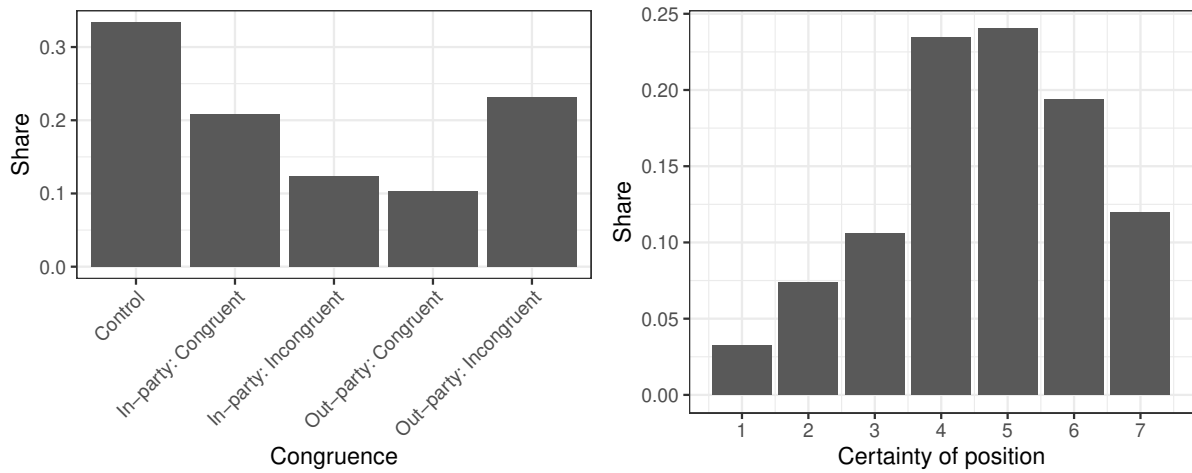 Share
0.3
0.2
0.1
0.0
Control
In−party: Congruent
In−party: Incongruent
Out−party: Congruent
Out−party: Incongruent
Congruence
Share
0.25
0.20
0.15
0.10
0.05
0.00
1 2 3 4 5 6 7
Certainty of position